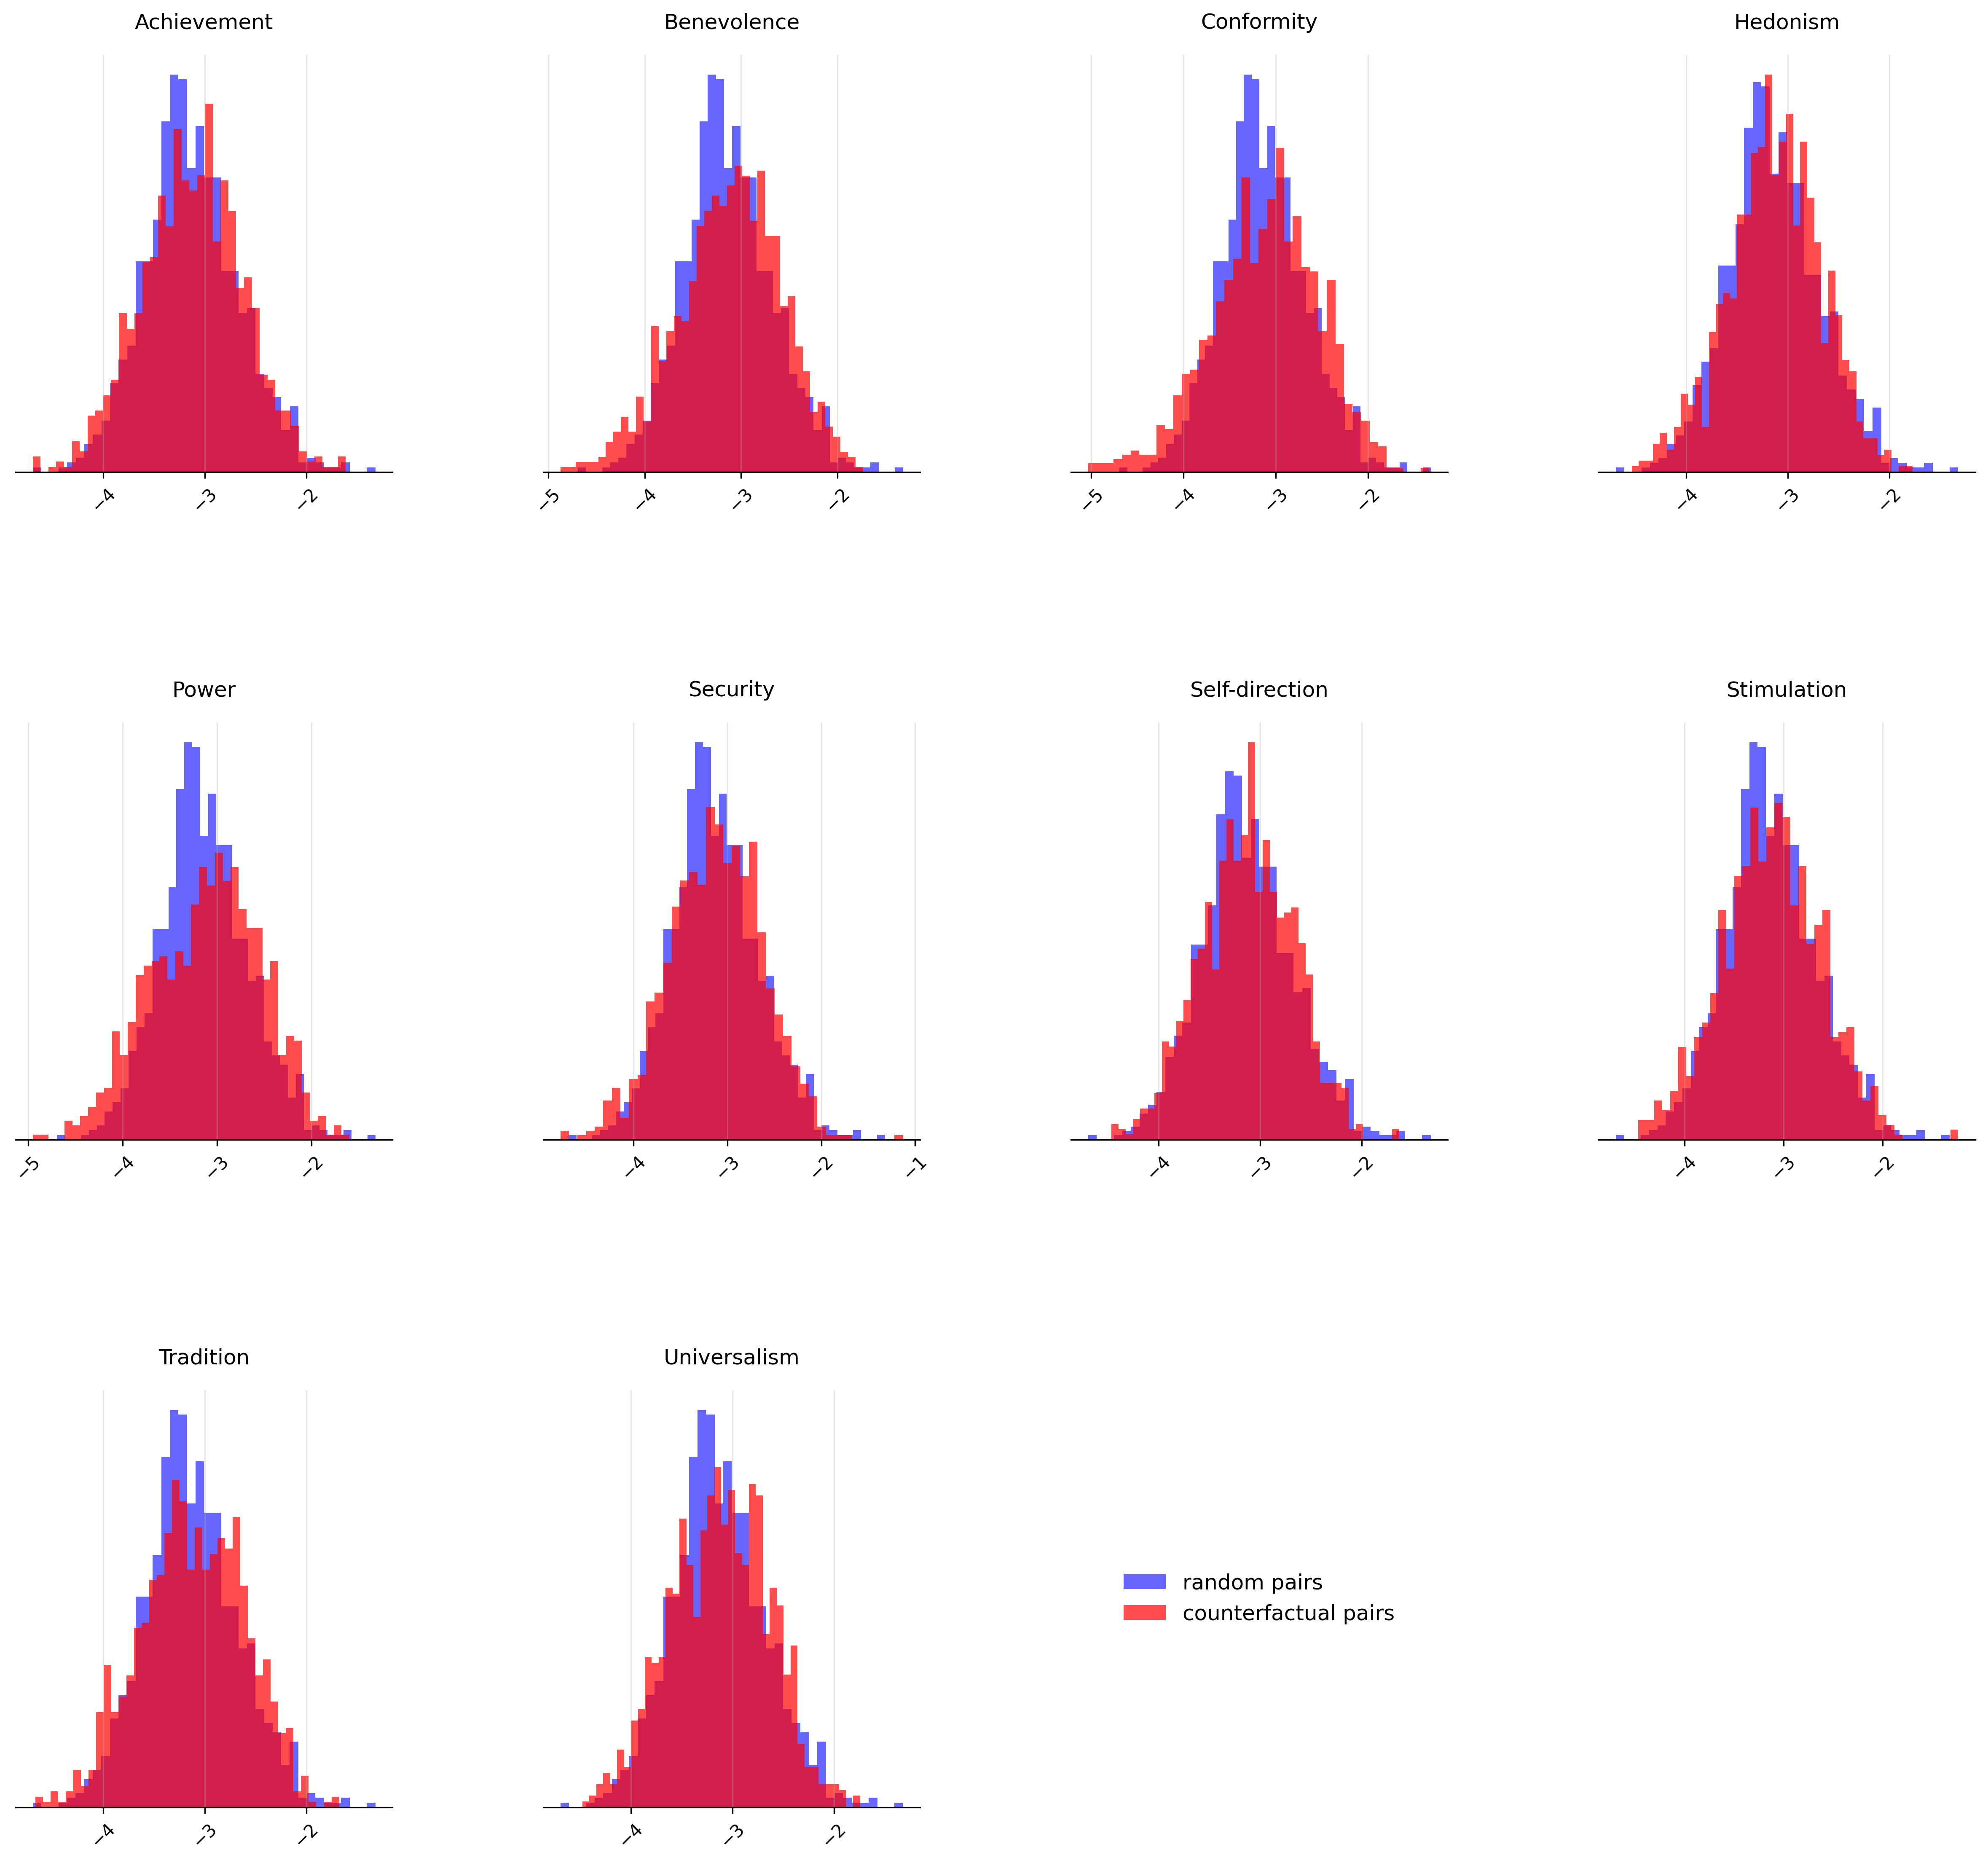 Achievement
Benevolence
Conformity
Hedonism
−4 −3 −2
−5 −4 −3 −2
−5 −4 −3 −2
−4 −3 −2
Power
Security
Self-direction
Stimulation
−5 −4 −3 −2
−4 −3 −2 −1
−4 −3 −2
−4 −3 −2
Tradition
Universalism
random pairs
counterfactual pairs
−4 −3 −2
−4 −3 −2